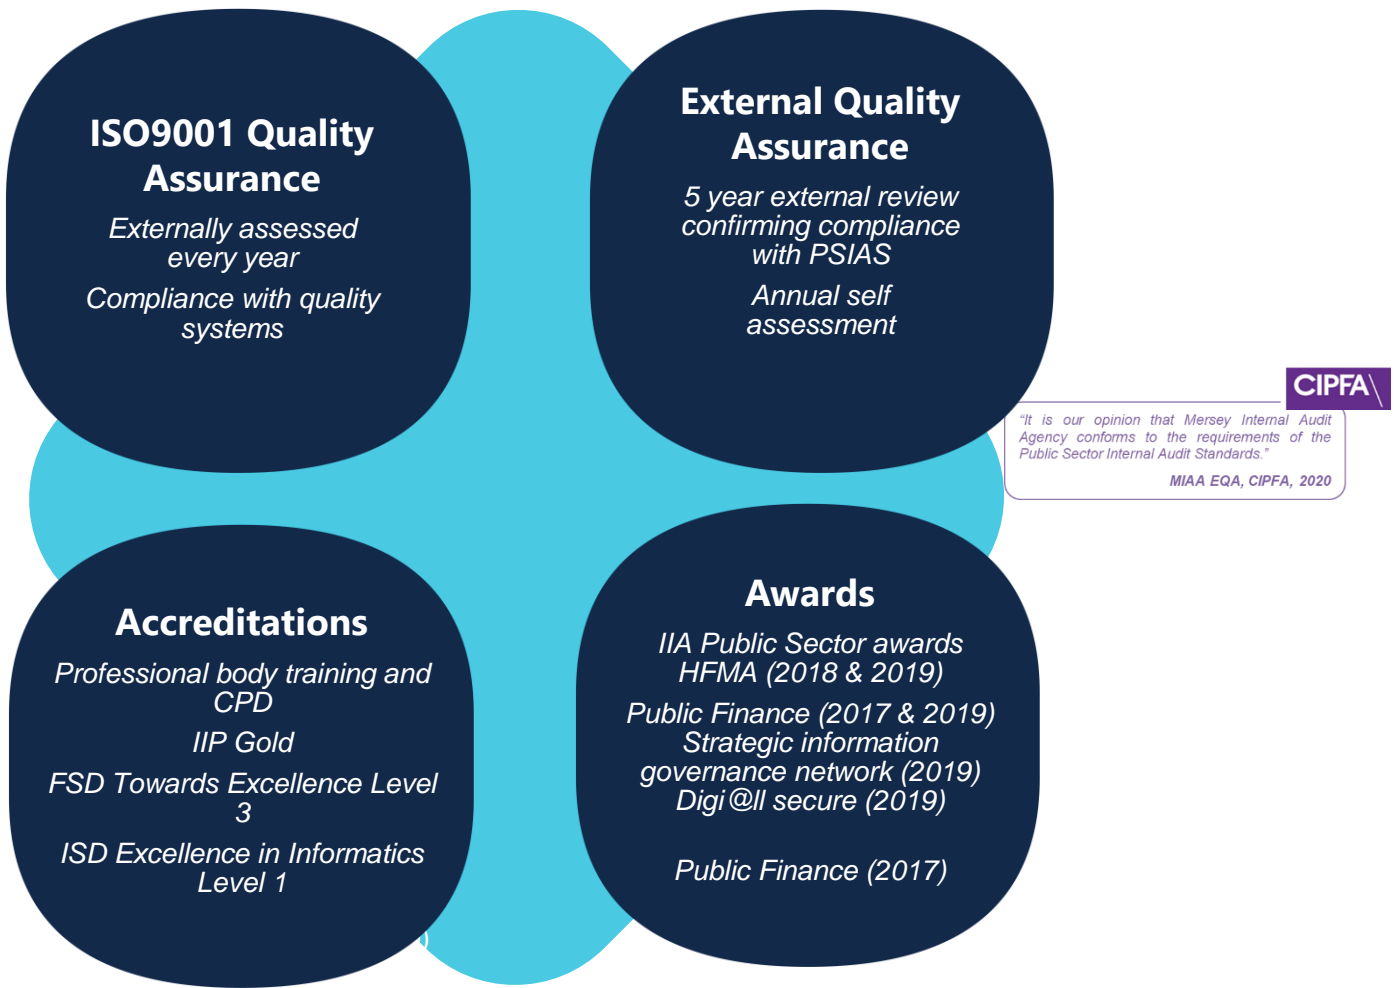 ISO9001 Quality
Assurance
Externally assessed
every year
Compliance with quality
systems
External Quality
Assurance
5 year external review
confirming compliance
with PSIAS
Annual self
assessment
CIPFA\
“It is our opinion that Mersey Internal Audit
Agency conforms to the requirements of the
Public Sector Internal Audit Standards.”
MIAA EQA, CIPFA, 2020
Accreditations
Professional body training and
CPD
IIP Gold
FSD Towards Excellence Level
3
ISD Excellence in Informatics
Level 1
Awards
IIA Public Sector awards
HFMA (2018 & 2019)
Public Finance (2017 & 2019)
Strategic information
governance network (2019)
Digi@ll secure (2019)
Public Finance (2017)
)